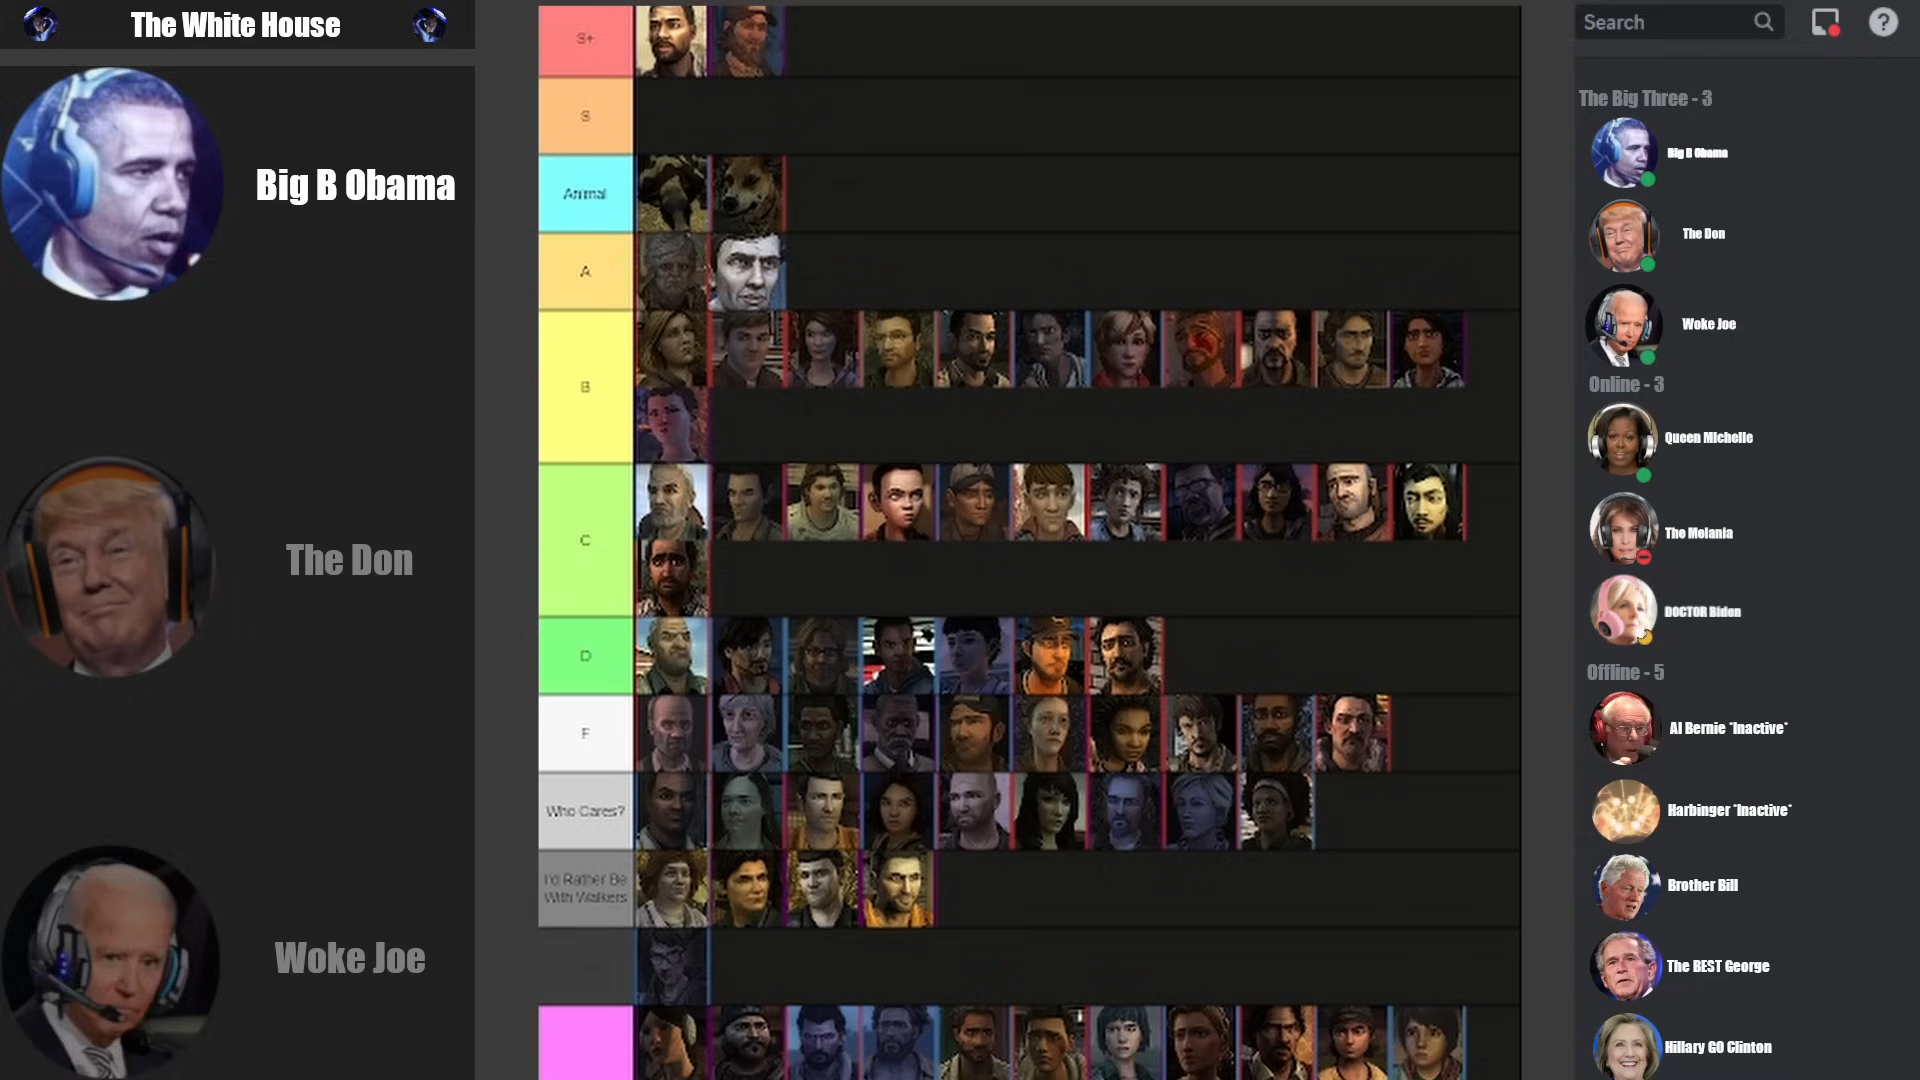 The White House
Big B Obama
The Don
Woke Joe
S+
S
Animal
A
B
C
D
F
Who Cares?
I'd Rather Be
With Walkers
Search
?
The Big Three - 3
Big B Obama
The Don
Woke Joe
Online - 3
Queen Michelle
The Melania
DOCTOR Biden
Offline - 5
AI Bernie *Inactive*
Harbinger *Inactive*
Brother Bill
The BEST George
Hillary GO Clinton